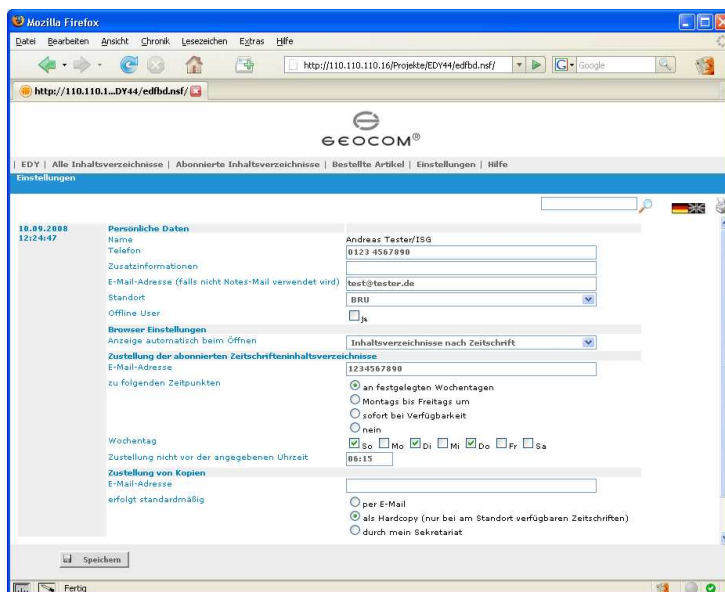 Mozilla Firefox
Datei Bearbeiten Ansicht Chronik Lesezeichen Extras Hilfe
http://110.110.110.16/Projekte/EDY44/edfbd.nsf/ G Google
http://110.110.1...DY44/edfbd.nsf/
GEOCOM®
| EDY | Alle Inhaltsverzeichnisse | Abonnierte Inhaltsverzeichnisse | Bestellte Artikel | Einstellungen | Hilfe
Einstellungen
10.09.2008 Persönliche Daten
12:24:47 Name Andreas Tester/ISG
Telefon 0123 4567890
Zusatzinformationen
E-Mail-Adresse (falls nicht Notes-Mail verwendet wird) test@tester.de
Standort BRU
Offline User ja
Browser Einstellungen
Anzeige automatisch beim Öffnen Inhaltsverzeichnisse nach Zeitschrift
Zustellung der abonnierten Zeitschrifteninhaltsverzeichnisse
E-Mail-Adresse 1234567890
zu folgenden Zeitpunkten an festgelegten Wochentagen
Montags bis Freitags um
sofort bei Verfügbarkeit
nein
Wochentag So Mo Di Mi Do Fr Sa
Zustellung nicht vor der angegebenen Uhrzeit 06:15
Zustellung von Kopien
E-Mail-Adresse
erfolgt standardmäßig per E-Mail
als Hardcopy (nur bei am Standort verfügbaren Zeitschriften)
durch mein Sekretariat
Speichern
Fertig